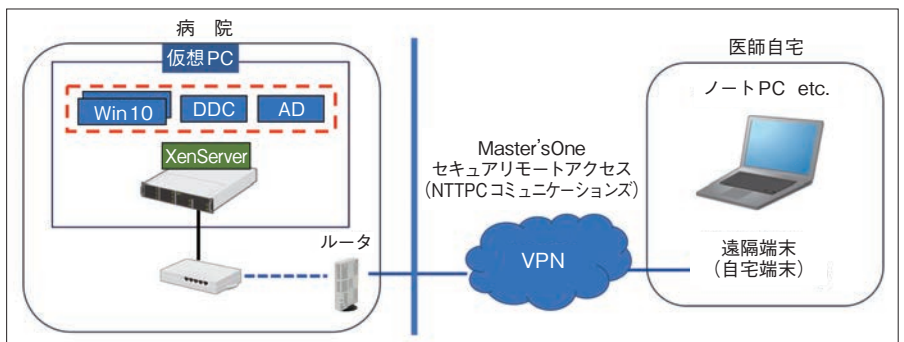 病 院
仮想PC
Win10
DDC
AD
XenServer
ルータ
Master'sOne
セキュアリモートアクセス
(NTTPCコミュニケーションズ)
VPN
医師自宅
ノートPC etc.
遠隔端末
(自宅端末)